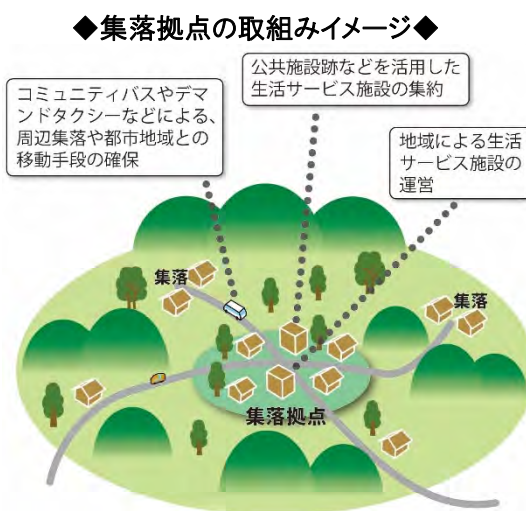 ◆集落拠点の取組みイメージ◆
公共施設跡などを活用した
生活サービス施設の集約
コミュニティバスやデマ
ンドタクシーなどによる、
周辺集落や都市地域との
移動手段の確保
地域による生活
サービス施設の
運営
集落
集落
集落拠点